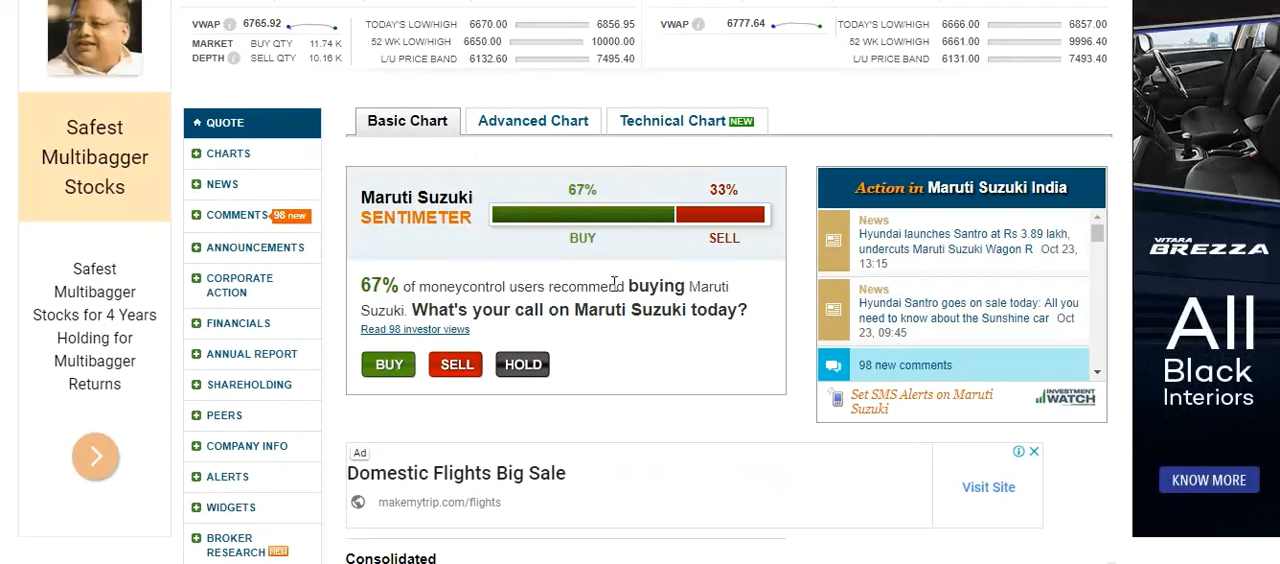 VWAP 6765.92
TODAY'S LOW/HIGH 6670.00 6856.95
VWAP 6777.64
TODAY'S LOW/HIGH 6666.00 6857.00
MARKET DEPTH
BUY QTY 11.74 K
SELL QTY 10.16 K
52 WK LOW/HIGH 6650.00 10000.00
L/U PRICE BAND 6132.60 7495.40
52 WK LOW/HIGH 6661.00 9996.40
L/U PRICE BAND 6131.00 7493.40
Safest
Multibagger
Stocks
Safest
Multibagger
Stocks for 4 Years
Holding for
Multibagger
Returns
QUOTE
CHARTS
NEWS
COMMENTS 98 new
ANNOUNCEMENTS
CORPORATE
ACTION
FINANCIALS
ANNUAL REPORT
SHAREHOLDING
PEERS
COMPANY INFO
ALERTS
WIDGETS
BROKER
RESEARCH NEW
Basic Chart
Advanced Chart
Technical Chart NEW
Maruti Suzuki
SENTIMETER
67% 33%
BUY SELL
67% of moneycontrol users recommend buying Maruti
Suzuki. What's your call on Maruti Suzuki today?
Read 98 investor views
BUY SELL HOLD
Action in Maruti Suzuki India
News
Hyundai launches Santro at Rs 3.89 lakh,
undercuts Maruti Suzuki Wagon R Oct 23,
13:15
News
Hyundai Santro goes on sale today: All you
need to know about the Sunshine car Oct
23, 09:45
98 new comments
Set SMS Alerts on Maruti
Suzuki
INVESTMENT
WATCH
Ad
Domestic Flights Big Sale
makemytrip.com/flights
Visit Site
Consolidated
VITARA
BREZZA
All
Black
Interiors
KNOW MORE